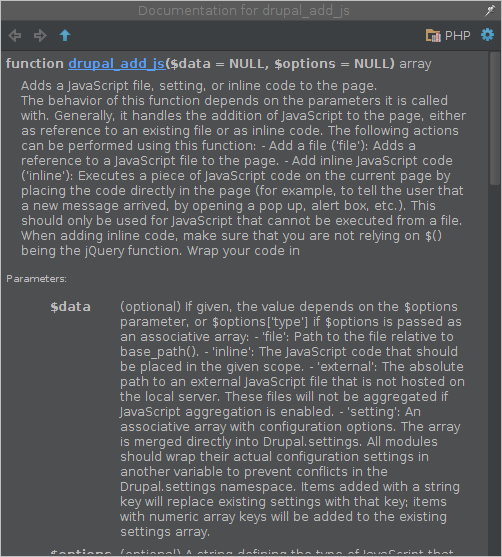 Documentation for drupal_add_js
PHP
function drupal_add_js($data = NULL, $options = NULL) array
Adds a JavaScript file, setting, or inline code to the page.
The behavior of this function depends on the parameters it is called
with. Generally, it handles the addition of JavaScript to the page, either
as reference to an existing file or as inline code. The following actions
can be performed using this function: - Add a file ('file'): Adds a
reference to a JavaScript file to the page. - Add inline JavaScript code
('inline'): Executes a piece of JavaScript code on the current page by
placing the code directly in the page (for example, to tell the user that
a new message arrived, by opening a pop up, alert box, etc.). This
should only be used for JavaScript that cannot be executed from a file.
When adding inline code, make sure that you are not relying on $()
being the jQuery function. Wrap your code in
Parameters:
$data (optional) If given, the value depends on the $options
parameter, or $options['type'] if $options is passed as
an associative array: - 'file': Path to the file relative to
base_path(). - 'inline': The JavaScript code that should
be placed in the given scope. - 'external': The absolute
path to an external JavaScript file that is not hosted on
the local server. These files will not be aggregated if
JavaScript aggregation is enabled. - 'setting': An
associative array with configuration options. The array
is merged directly into Drupal.settings. All modules
should wrap their actual configuration settings in
another variable to prevent conflicts in the
Drupal.settings namespace. Items added with a string
key will replace existing settings with that key; items
with numeric array keys will be added to the existing
settings array.
$options (optional) A string defining the type of JavaScript that